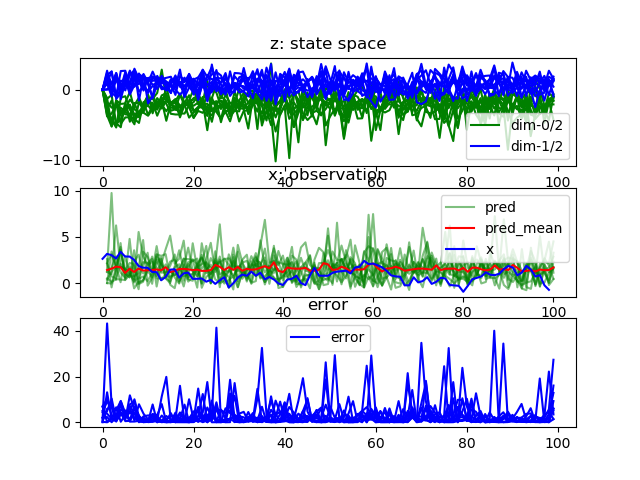 z: state space
0
−10
dim-0/2
dim-1/2
0 20 40 60 80 100
x: observation
10
5
0
pred
pred_mean
x
0 20 40 60 80 100
error
40
20
0
error
0 20 40 60 80 100